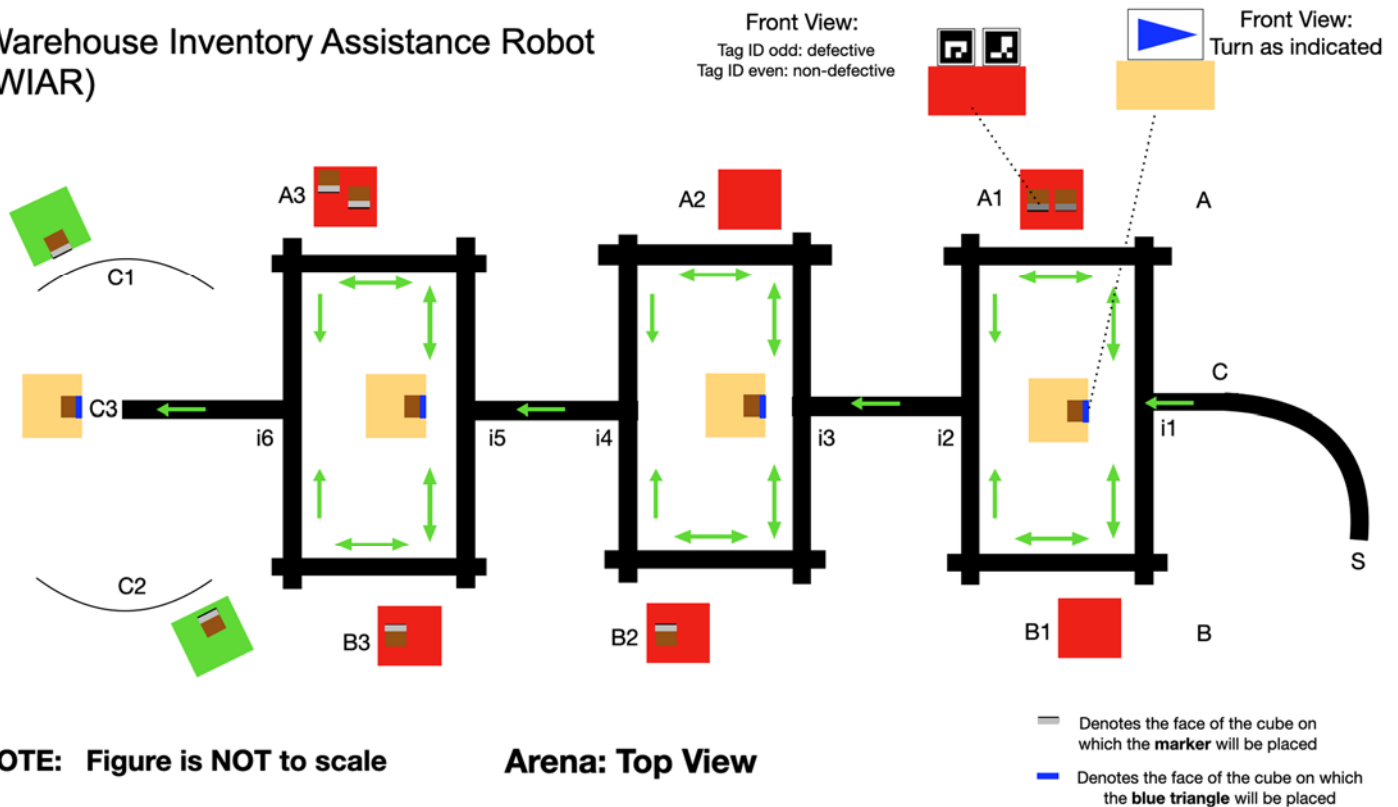 Warehouse Inventory Assistance Robot
WIAR)
Front View:
Tag ID odd: defective
Tag ID even: non-defective
Front View:
Turn as indicated
A3
A2
A1
A
C1
C3
C
i6
i5
i4
i3
i2
i1
S
C2
B3
B2
B1
B
Denotes the face of the cube on
which the marker will be placed
OTE: Figure is NOT to scale
Arena: Top View
Denotes the face of the cube on which
the blue triangle will be placed